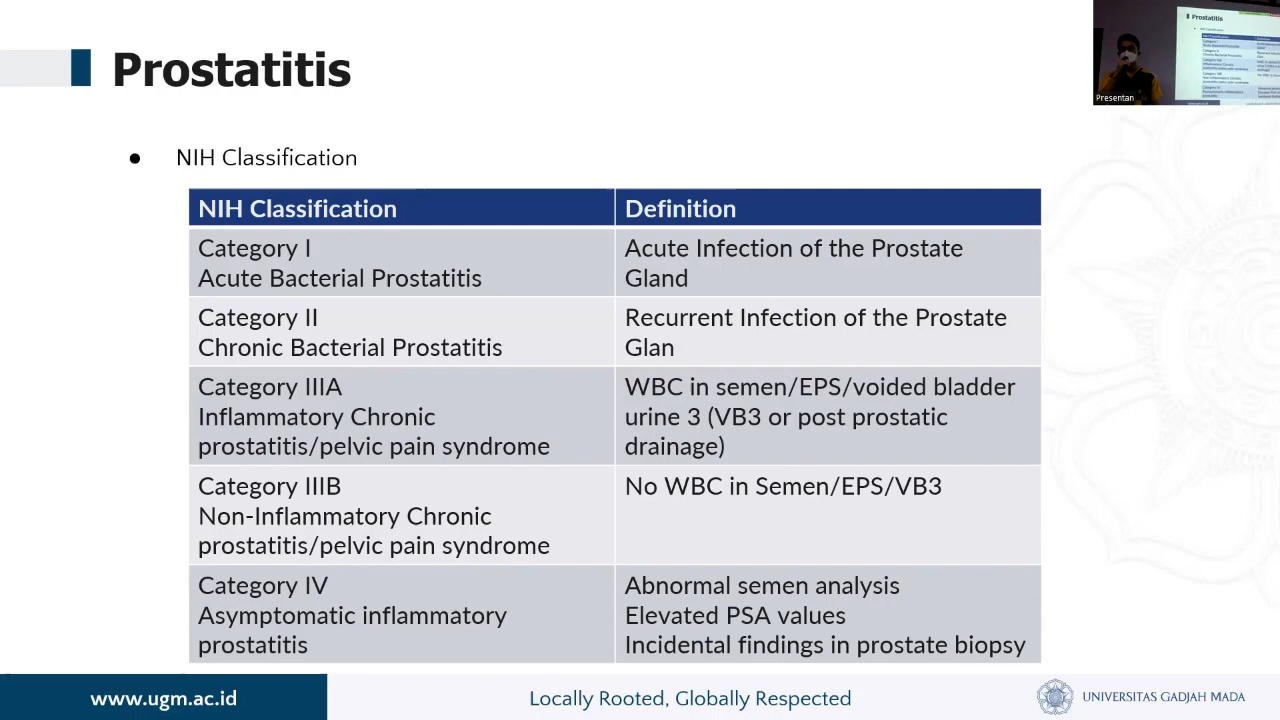 Prostatitis
● NIH Classification
NIH Classification
Definition
Category I
Acute Bacterial Prostatitis
Acute Infection of the Prostate
Gland
Category II
Chronic Bacterial Prostatitis
Recurrent Infection of the Prostate
Glan
Category IIIA
Inflammatory Chronic
prostatitis/pelvic pain syndrome
WBC in semen/EPS/voided bladder
urine 3 (VB3 or post prostatic
drainage)
Category IIIB
Non-Inflammatory Chronic
prostatitis/pelvic pain syndrome
No WBC in Semen/EPS/VB3
Category IV
Asymptomatic inflammatory
prostatitis
Abnormal semen analysis
Elevated PSA values
Incidental findings in prostate biopsy
www.ugm.ac.id
Locally Rooted, Globally Respected
UNIVERSITAS GADJAH MADA
Presentan
Prostatitis